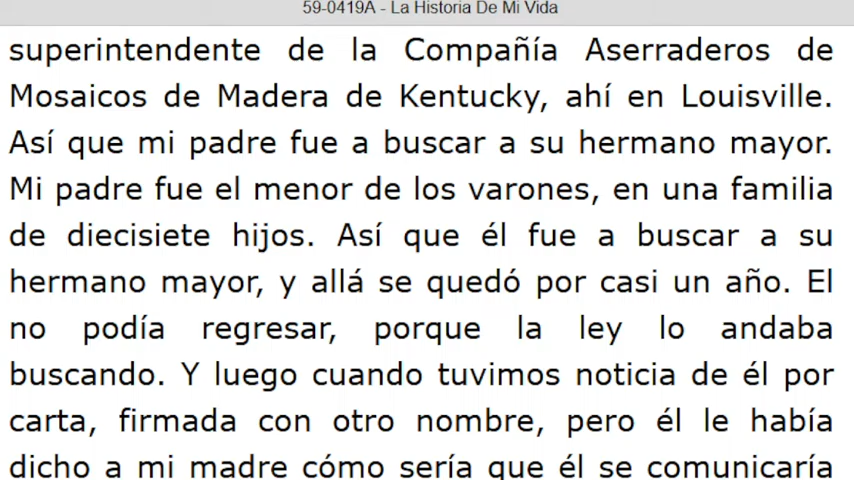 59-0419A - La Historia De Mi Vida
superintendente de la Compañía Aserraderos de
Mosaicos de Madera de Kentucky, ahí en Louisville.
Así que mi padre fue a buscar a su hermano mayor.
Mi padre fue el menor de los varones, en una familia
de diecisiete hijos. Así que él fue a buscar a su
hermano mayor, y allá se quedó por casi un año. El
no podía regresar, porque la ley lo andaba
buscando. Y luego cuando tuvimos noticia de él por
carta, firmada con otro nombre, pero él le había
dicho a mi madre cómo sería que él se comunicaría